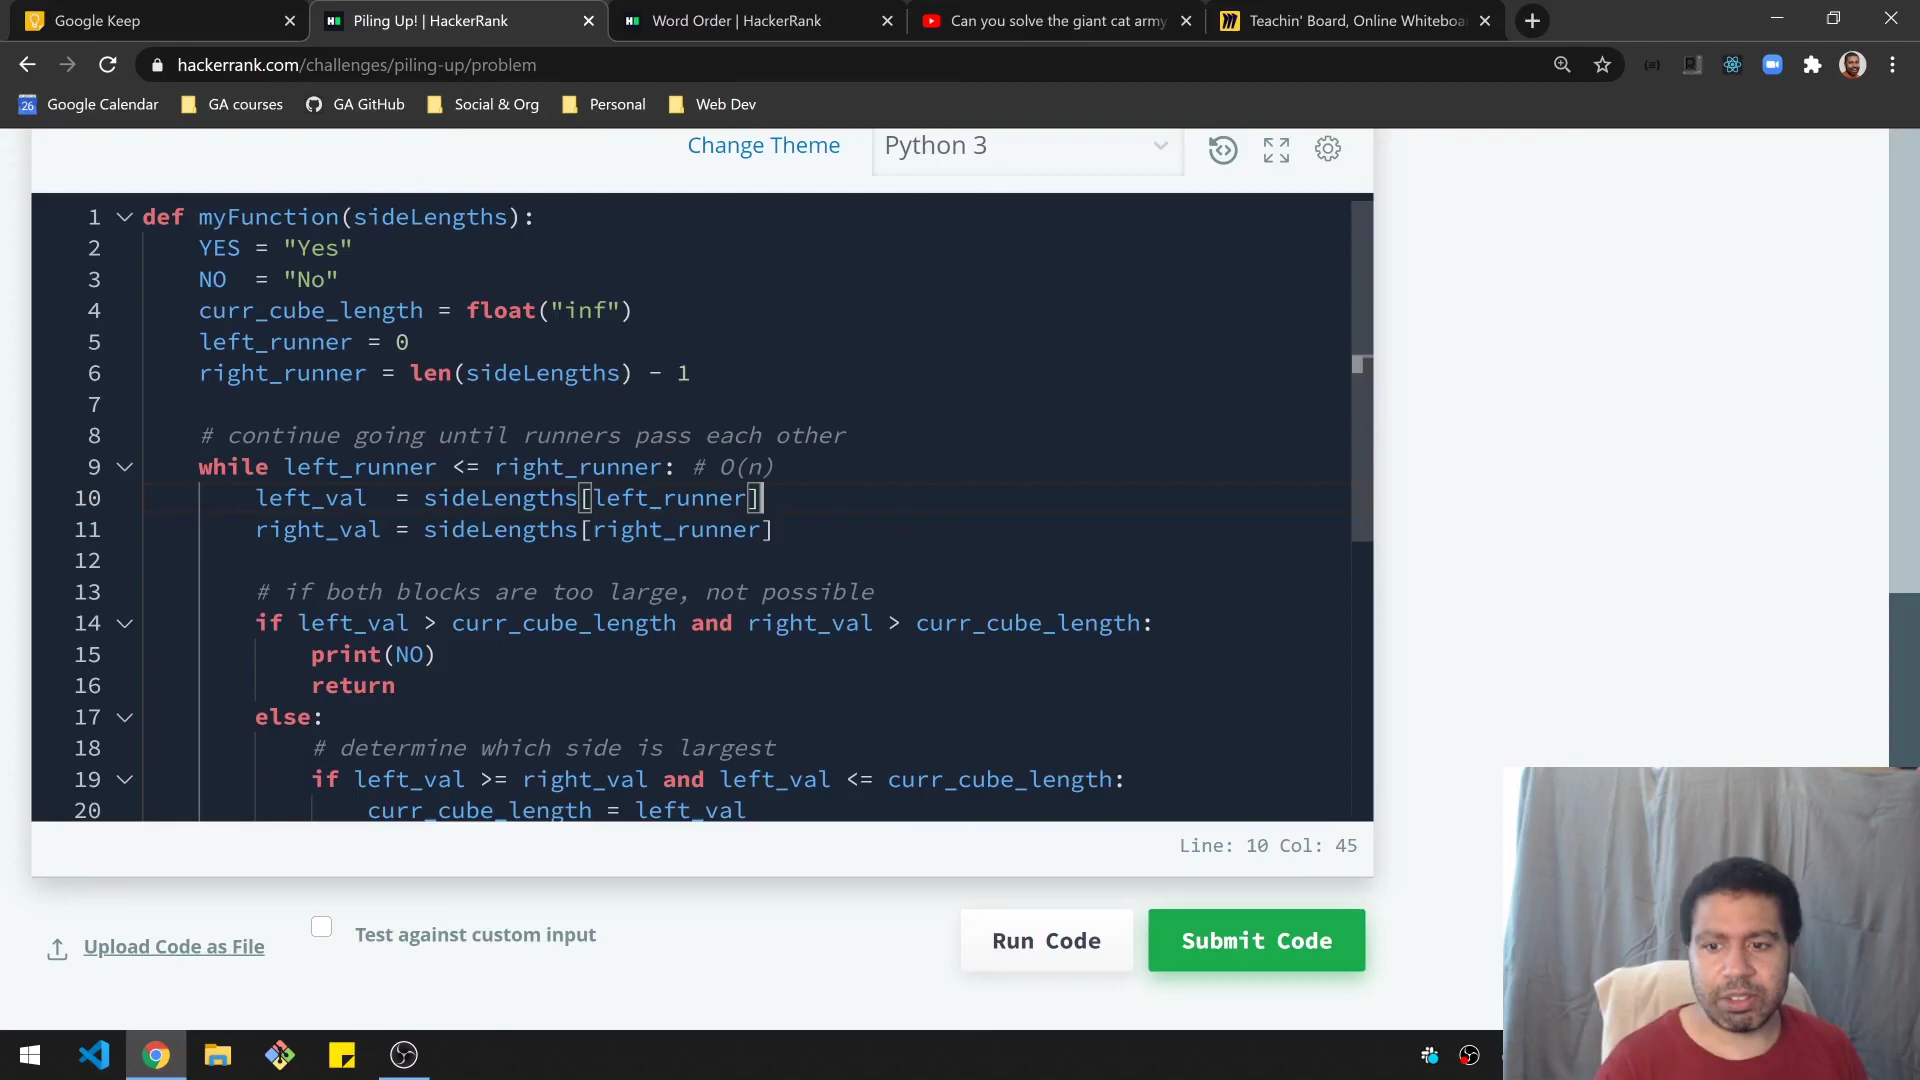 Google Keep
Piling Up! | HackerRank
Word Order | HackerRank
Can you solve the giant cat army
Teachin' Board, Online Whiteboa
hackerrank.com/challenges/piling-up/problem
26 Google Calendar
GA courses
GA GitHub
Social & Org
Personal
Web Dev
Change Theme
Python 3
1 def myFunction(sideLengths):
2 YES = "Yes"
3 NO  = "No"
4 curr_cube_length = float("inf")
5 left_runner = 0
6 right_runner = len(sideLengths) - 1
7
8 # continue going until runners pass each other
9 while left_runner <= right_runner: # O(n)
10 left_val  = sideLengths[left_runner]
11 right_val = sideLengths[right_runner]
12
13 # if both blocks are too large, not possible
14 if left_val > curr_cube_length and right_val > curr_cube_length:
15 print(NO)
16 return
17 else:
18 # determine which side is largest
19 if left_val >= right_val and left_val <= curr_cube_length:
20 curr_cube_length = left_val
Line: 10 Col: 45
Upload Code as File
Test against custom input
Run Code
Submit Code